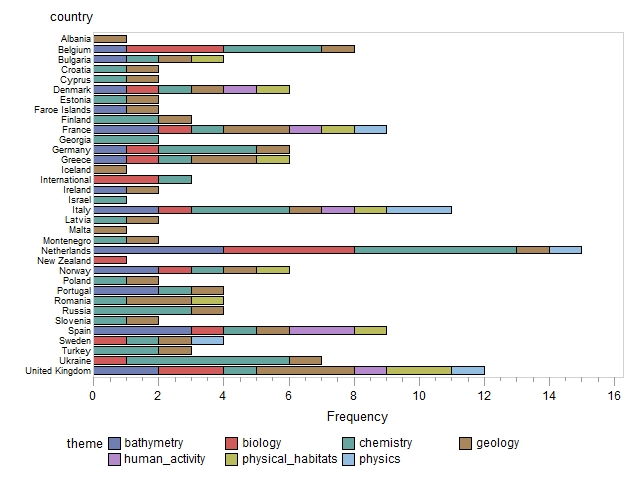 country
Albania
Belgium
Bulgaria
Croatia
Cyprus
Denmark
Estonia
Faroe Islands
Finland
France
Georgia
Germany
Greece
Iceland
International
Ireland
Israel
Italy
Latvia
Malta
Montenegro
Netherlands
New Zealand
Norway
Poland
Portugal
Romania
Russia
Slovenia
Spain
Sweden
Turkey
Ukraine
United Kingdom
0 2 4 6 8 10 12 14 16
Frequency
theme bathymetry biology chemistry geology
human_activity physical_habitats physics